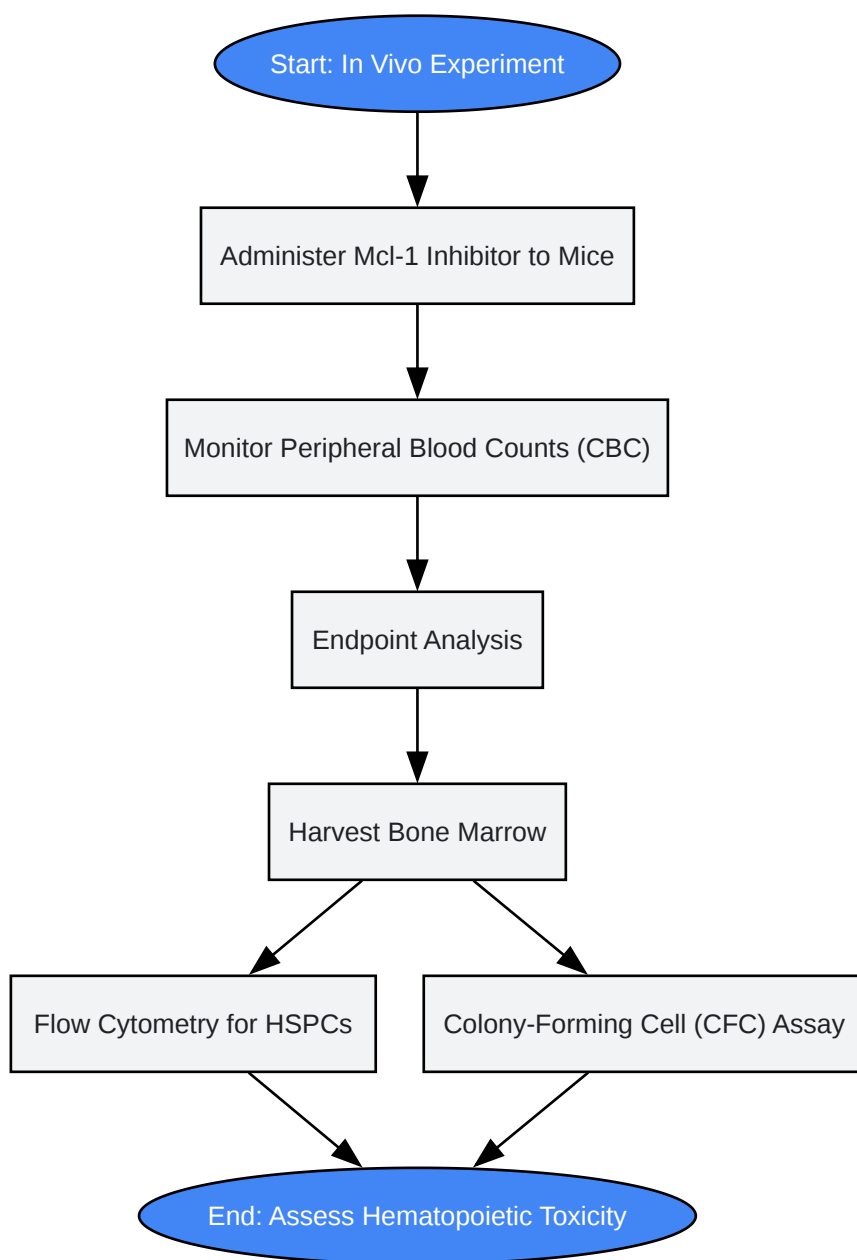 Start: In Vivo Experiment
Administer Mcl-1 Inhibitor to Mice
Monitor Peripheral Blood Counts (CBC)
Endpoint Analysis
Harvest Bone Marrow
Flow Cytometry for HSPCs
Colony-Forming Cell (CFC) Assay
End: Assess Hematopoietic Toxicity